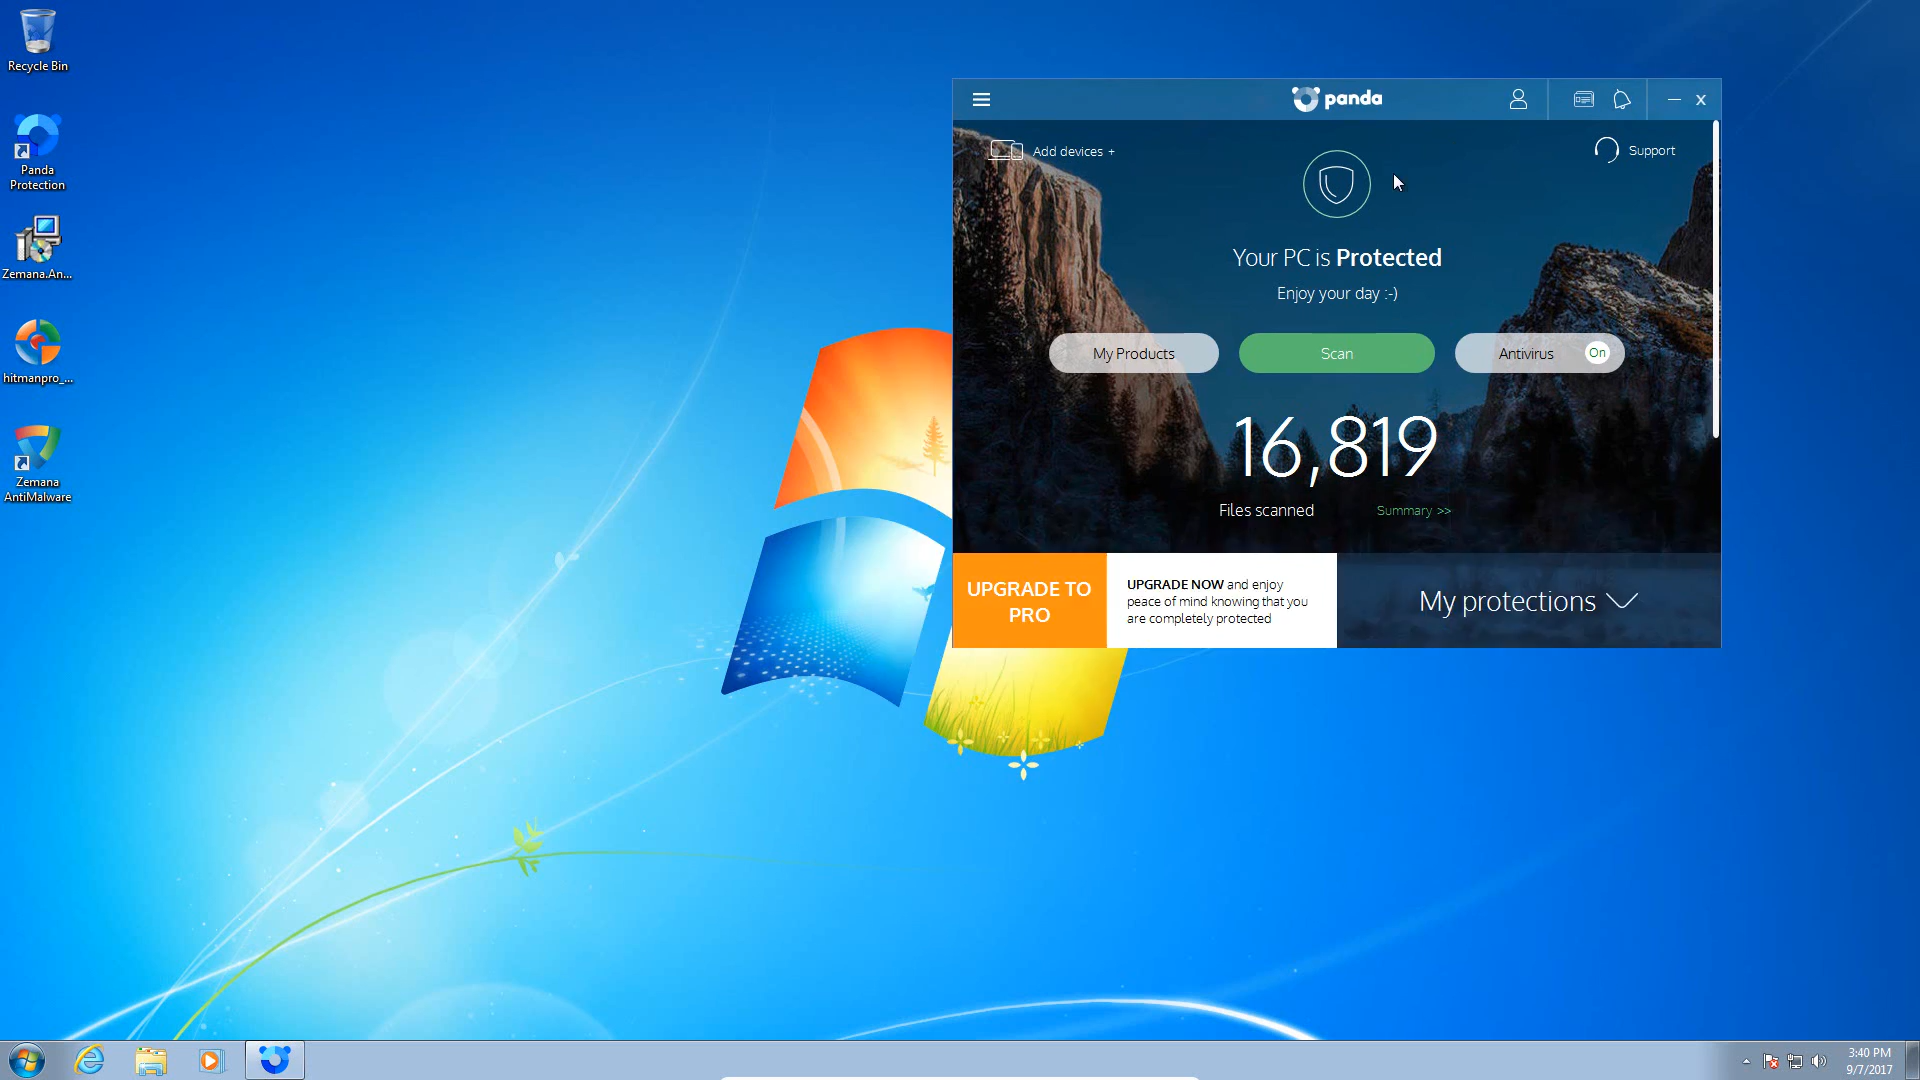 Recycle Bin
Panda
Protection
Zemana.An...
hitmanpro_...
Zemana
AntiMalware
panda
x
Add devices +
Support
Your PC is Protected
Enjoy your day :-)
My Products
Scan
Antivirus
On
16,819
Files scanned
Summary >>
UPGRADE TO
PRO
UPGRADE NOW and enjoy
peace of mind knowing that you
are completely protected
My protections
3:40 PM
9/7/2017